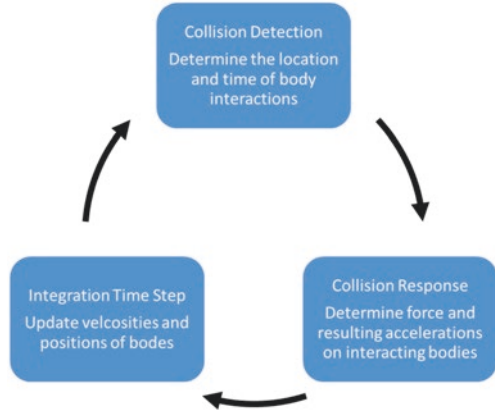 Collision Detection
Determine the location
and time of body
interactions
Collision Response
Determine force and
resulting accelerations
on interacting bodies
Integration Time Step
Update velcosities and
positions of bodies